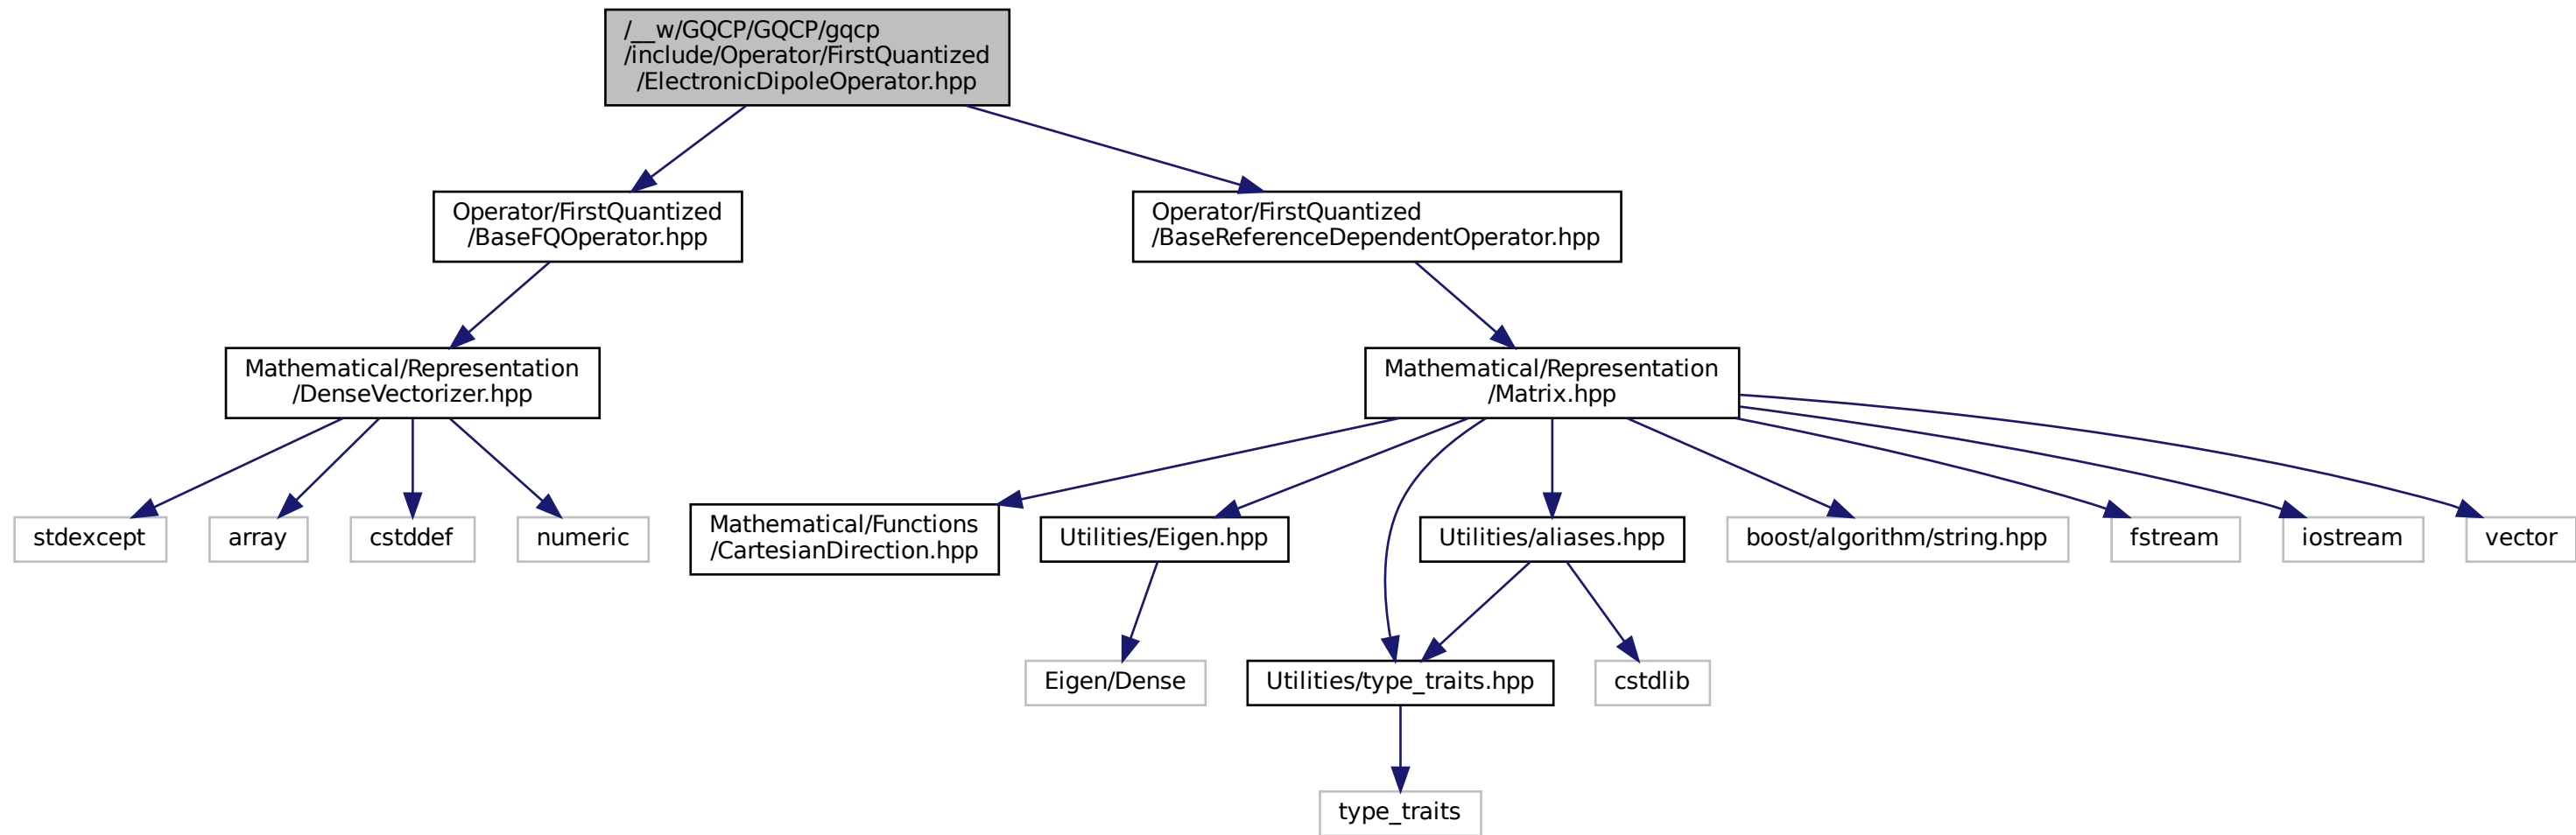 /__w/GQCP/GQCP/gqcp
/include/Operator/FirstQuantized
/ElectronicDipoleOperator.hpp
Operator/FirstQuantized
/BaseFQOperator.hpp
Operator/FirstQuantized
/BaseReferenceDependentOperator.hpp
Mathematical/Representation
/DenseVectorizer.hpp
Mathematical/Representation
/Matrix.hpp
stdexcept
array
cstddef
numeric
Mathematical/Functions
/CartesianDirection.hpp
Utilities/Eigen.hpp
Utilities/aliases.hpp
boost/algorithm/string.hpp
fstream
iostream
vector
Eigen/Dense
Utilities/type_traits.hpp
cstdlib
type_traits